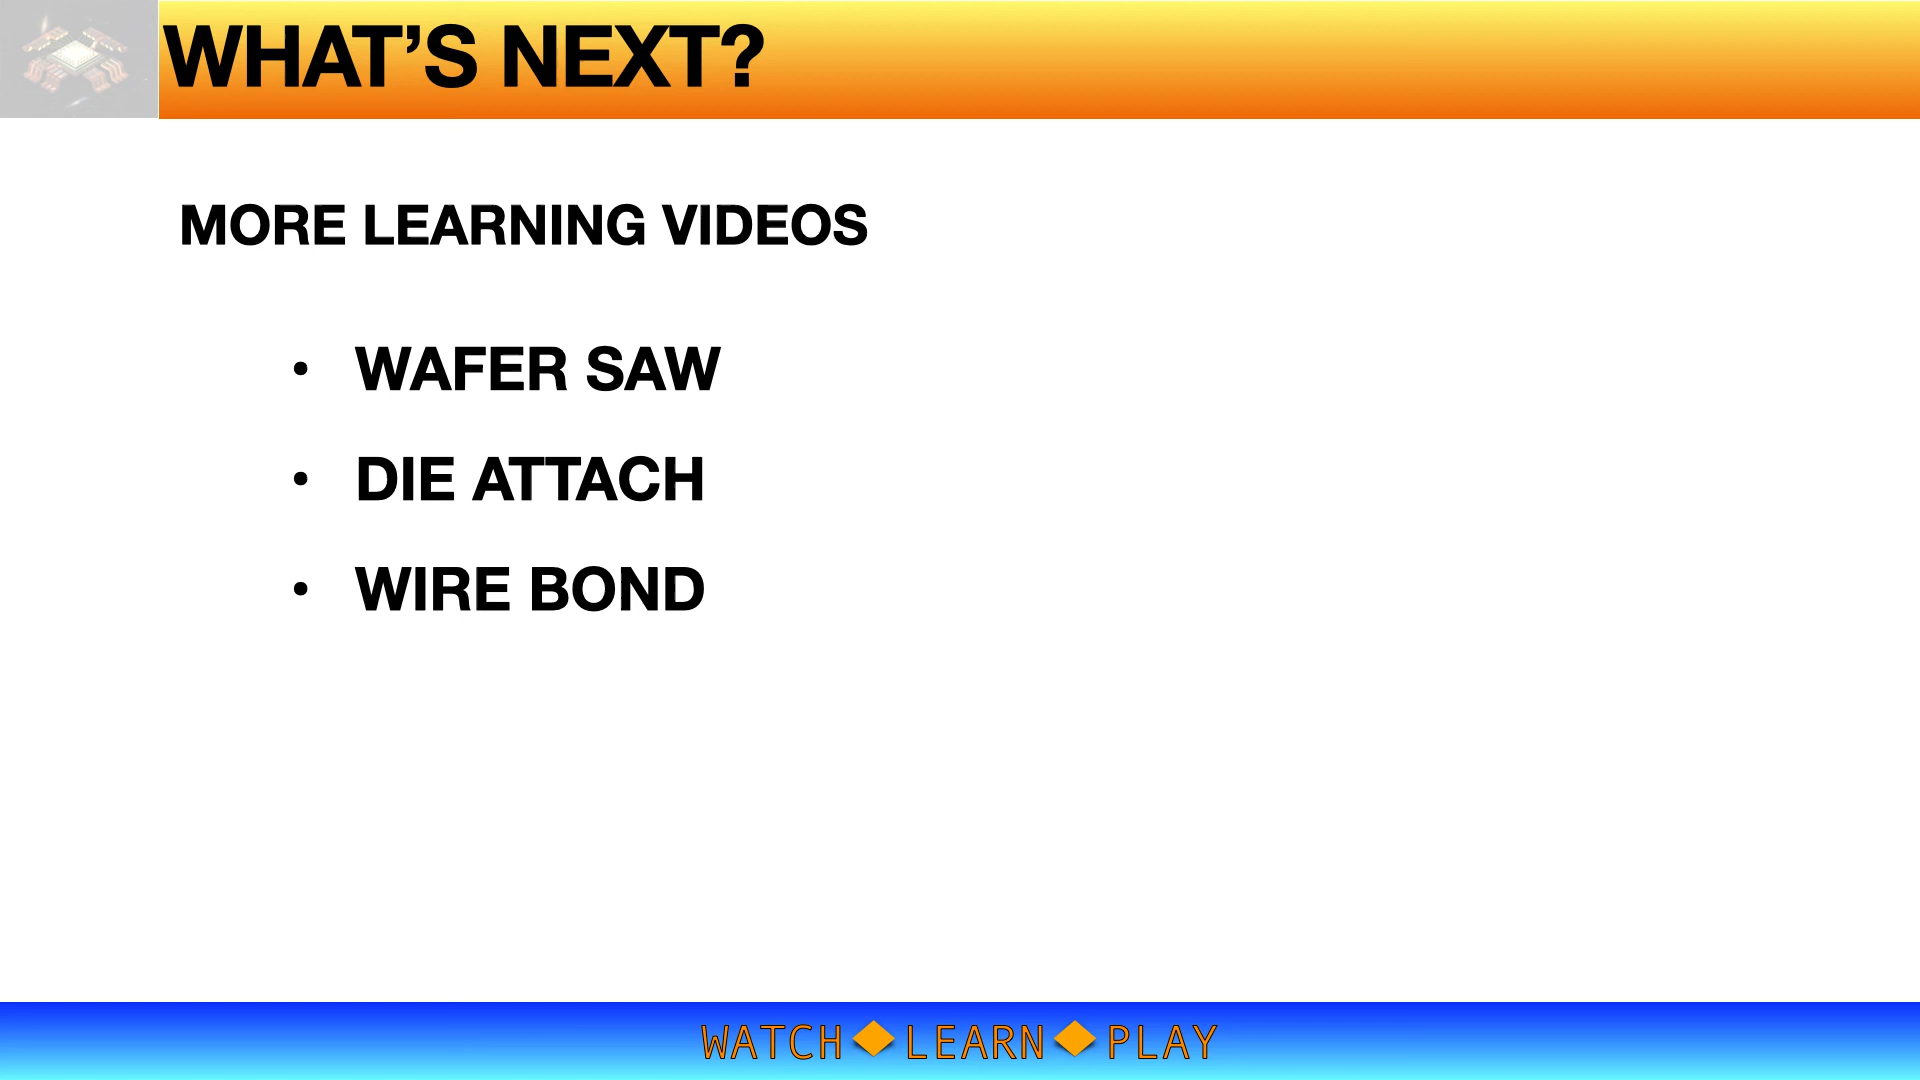 WHAT’S NEXT?
MORE LEARNING VIDEOS
• WAFER SAW
• DIE ATTACH
• WIRE BOND
WATCH◆LEARN◆PLAY